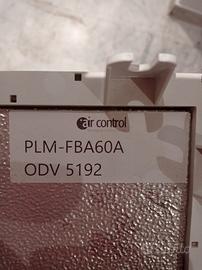 air control
PLM-FBA60A
ODV 5192